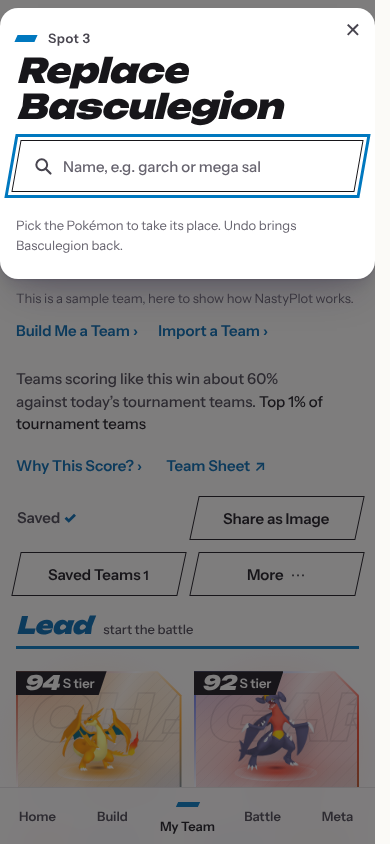 Spot 3
Replace
Basculegion
Name, e.g. garch or mega sal
Pick the Pokémon to take its place. Undo brings
Basculegion back.
This is a sample team, here to show how NastyPlot works.
Build Me a Team ›
Import a Team ›
Teams scoring like this win about 60%
against today’s tournament teams. Top 1% of
tournament teams
Why This Score? ›
Team Sheet ↗
Saved ✔
Share as Image
Saved Teams 1
More ···
Lead start the battle
94 S tier
92 S tier
Home
Build
My Team
Battle
Meta